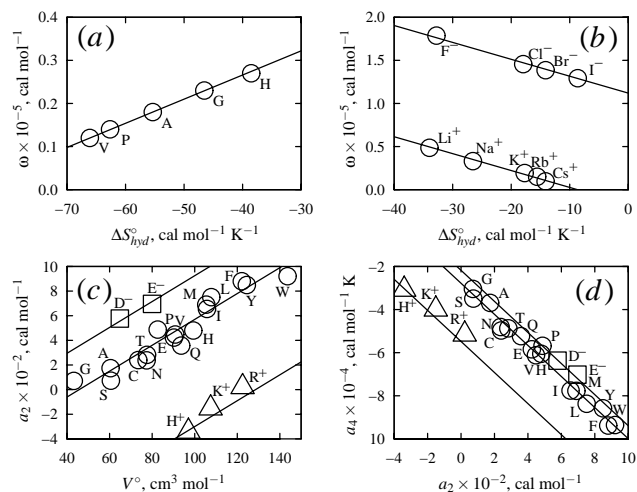 (a)
0.4
0.3
0.2
0.1
0.0
V
P
A
G
H
−70 −60 −50 −40 −30
ω × 10⁻⁵, cal mol⁻¹
ΔS°hyd, cal mol⁻¹ K⁻¹
(b)
2.0
1.5
1.0
0.5
0.0
F⁻
Cl⁻
Br⁻
I⁻
Li⁺
Na⁺
K⁺
Rb⁺
Cs⁺
−40 −30 −20 −10 0
ω × 10⁻⁵, cal mol⁻¹
ΔS°hyd, cal mol⁻¹ K⁻¹
(c)
10
8
6
4
2
0
−2
−4
D⁻
E⁻
M
L
F
Y
W
I
P
V
H
T
E
Q
A
G
C
N
S
K⁺
R⁺
H⁺
40 60 80 100 120 140
a₂ × 10⁻², cal mol⁻¹
V°, cm³ mol⁻¹
(d)
−2
−4
−6
−8
−10
H⁺
K⁺
R⁺
G
S
A
N
C
T
Q
P
E
V
H
D⁻
E⁻
M
I
L
Y
F
W
−4 −2 0 2 4 6 8 10
a₄ × 10⁻⁴, cal mol⁻¹ K
a₂ × 10⁻², cal mol⁻¹